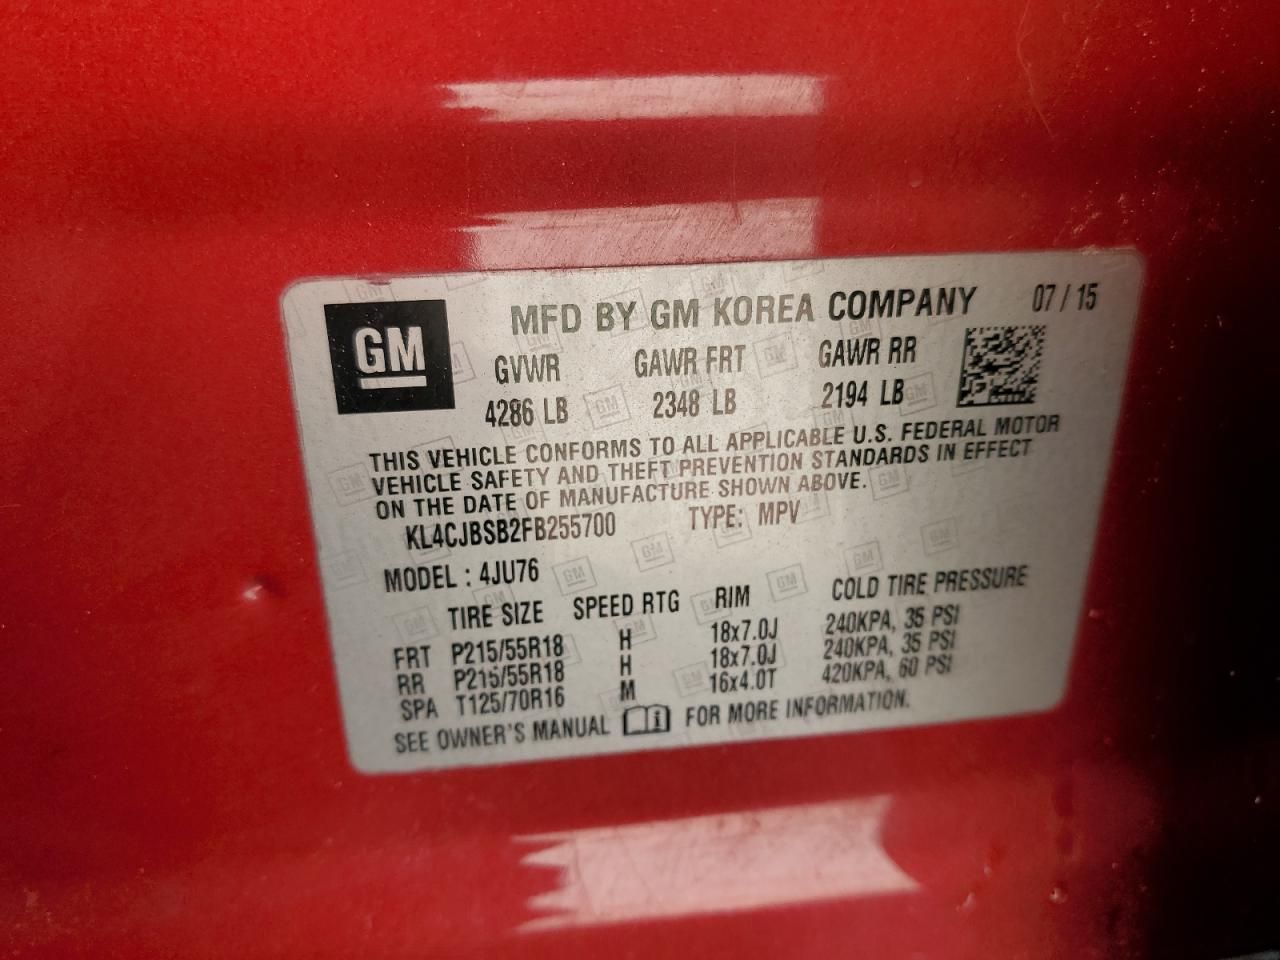 GM
MFD BY GM KOREA COMPANY 07/15
GVWR GAWR FRT GAWR RR
4286 LB 2348 LB 2194 LB
THIS VEHICLE CONFORMS TO ALL APPLICABLE U.S. FEDERAL MOTOR
VEHICLE SAFETY AND THEFT PREVENTION STANDARDS IN EFFECT
ON THE DATE OF MANUFACTURE SHOWN ABOVE.
KL4CJBSB2FB255700 TYPE: MPV
MODEL : 4JU76
TIRE SIZE SPEED RTG RIM COLD TIRE PRESSURE
FRT P215/55R18 H 18x7.0J 240KPA, 35 PSI
RR P215/55R18 H 18x7.0J 240KPA, 35 PSI
SPA T125/70R16 M 16x4.0T 420KPA, 60 PSI
SEE OWNER'S MANUAL FOR MORE INFORMATION.